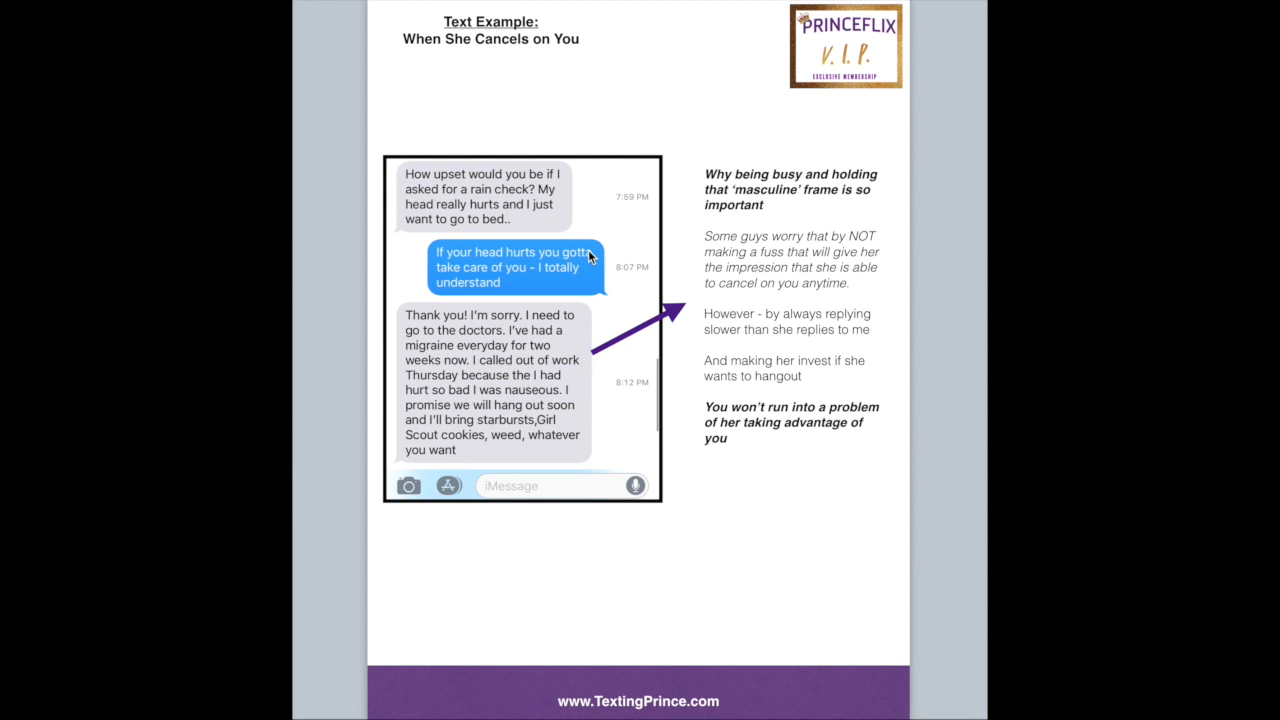 Text Example:
When She Cancels on You
PRINCEFLIX
V. I. P.
EXCLUSIVE MEMBERSHIP
How upset would you be if I
asked for a rain check? My
head really hurts and I just
want to go to bed..
7:59 PM
If your head hurts you gotta
take care of you - I totally
understand
8:07 PM
Thank you! I'm sorry. I need to
go to the doctors. I've had a
migraine everyday for two
weeks now. I called out of work
Thursday because the I had
hurt so bad I was nauseous. I
promise we will hang out soon
and I'll bring starbursts,Girl
Scout cookies, weed, whatever
you want
8:12 PM
iMessage
Why being busy and holding
that ‘masculine’ frame is so
important
Some guys worry that by NOT
making a fuss that will give her
the impression that she is able
to cancel on you anytime.
However - by always replying
slower than she replies to me
And making her invest if she
wants to hangout
You won’t run into a problem
of her taking advantage of
you
www.TextingPrince.com